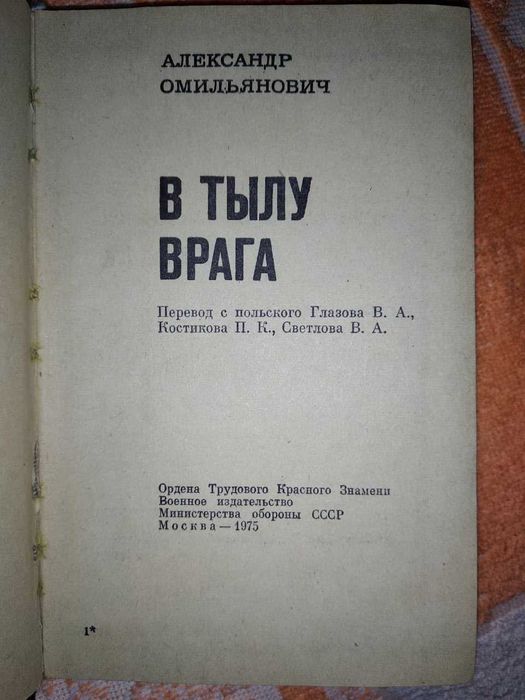 АЛЕКСАНДР
ОМИЛЬЯНОВИЧ
В ТЫЛУ
ВРАГА
Перевод с польского Глазова В. А.,
Костикова П. К., Светлова В. А.
Ордена Трудового Красного Знамени
Военное издательство
Министерства обороны СССР
Москва — 1975
1*